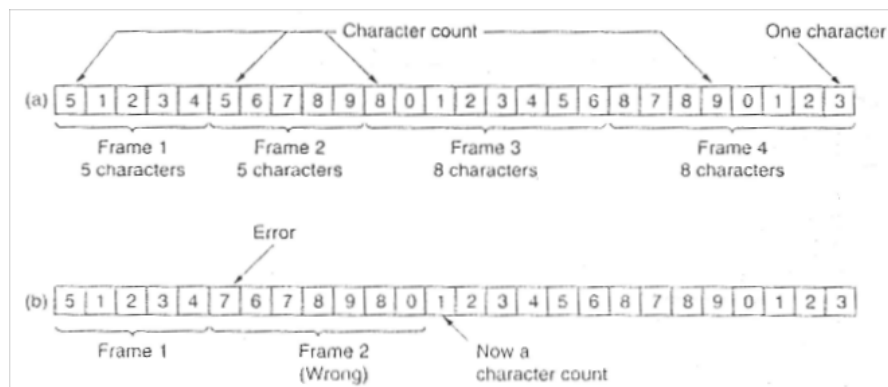 Character count One character
(a) 5 1 2 3 4 5 6 7 8 9 8 0 1 2 3 4 5 6 8 7 8 9 0 1 2 3
Frame 1 Frame 2 Frame 3 Frame 4
5 characters 5 characters 8 characters 8 characters
Error
(b) 5 1 2 3 4 7 6 7 8 9 8 0 1 2 3 4 5 6 8 7 8 9 0 1 2 3
Frame 1 Frame 2 Now a
(Wrong) character count